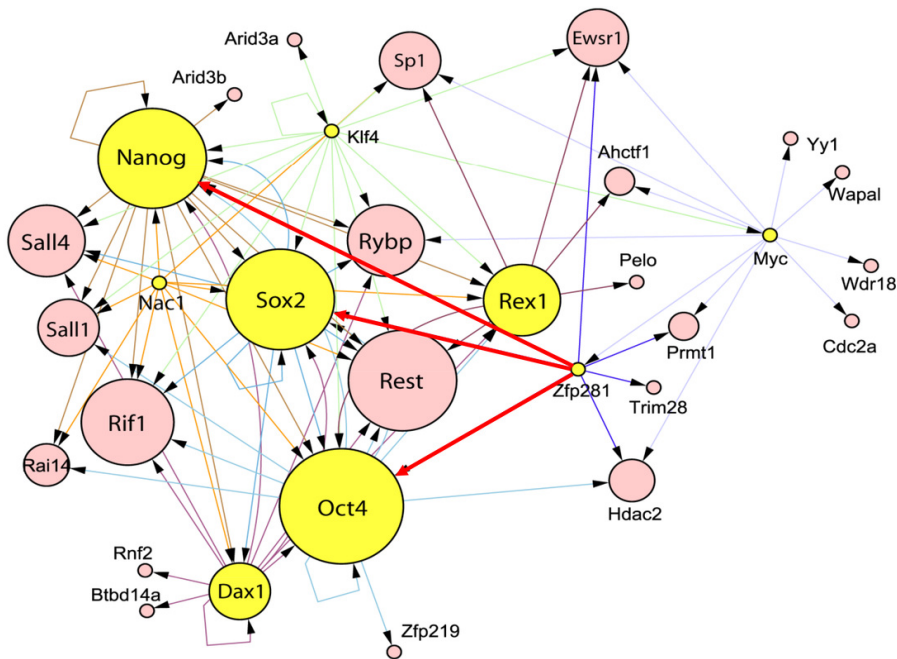 Arid3a
Ewsr1
Sp1
Arid3b
Klf4
Yy1
Nanog
Ahctf1
Wapal
Sall4
Rybp
Myc
Pelo
Wdr18
Nac1
Sox2
Rex1
Sall1
Prmt1
Cdc2a
Rest
Zfp281
Trim28
Rif1
Rai14
Oct4
Hdac2
Rnf2
Dax1
Btbd14a
Zfp219